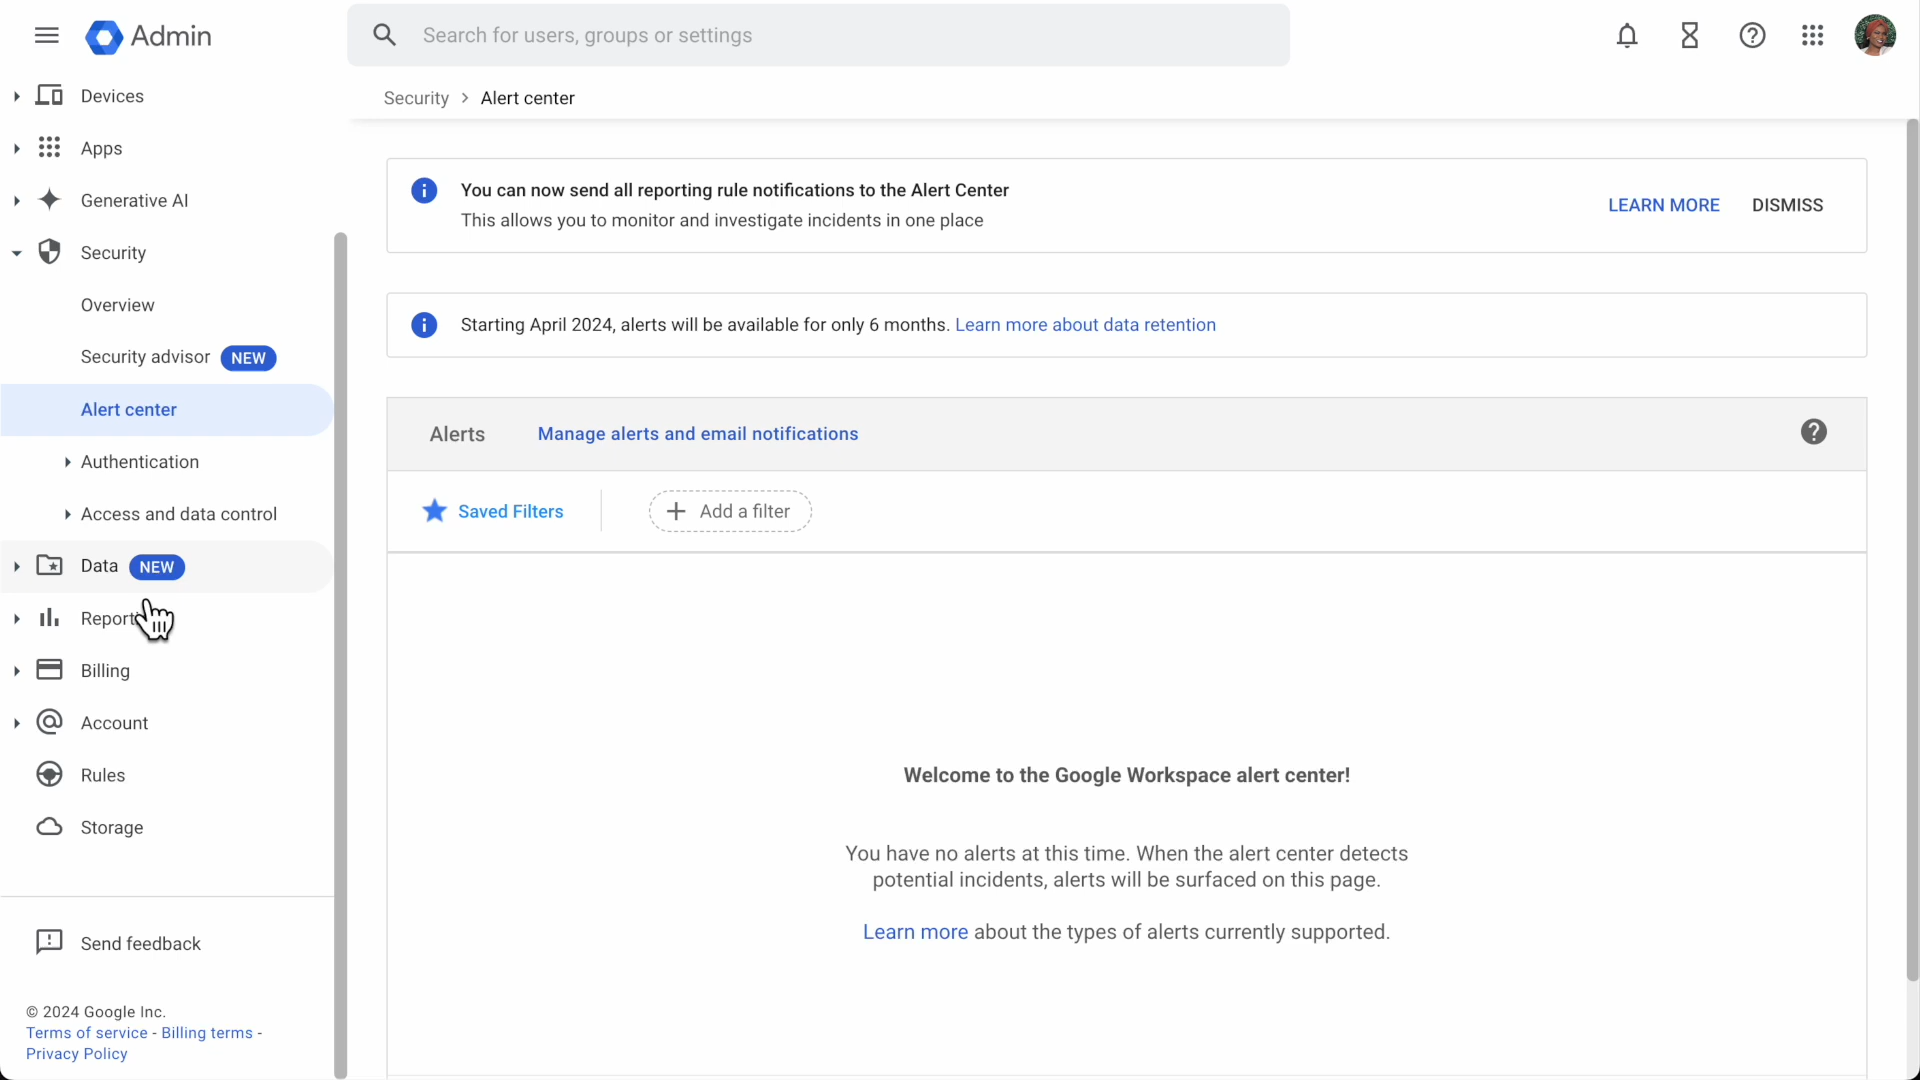 Admin
Search for users, groups or settings
Devices
Apps
Generative AI
Security
Overview
Security advisor NEW
Alert center
Authentication
Access and data control
Data NEW
Report
Billing
Account
Rules
Storage
Send feedback
© 2024 Google Inc.
Terms of service - Billing terms -
Privacy Policy
Security > Alert center
You can now send all reporting rule notifications to the Alert Center
This allows you to monitor and investigate incidents in one place
LEARN MORE DISMISS
Starting April 2024, alerts will be available for only 6 months. Learn more about data retention
Alerts Manage alerts and email notifications
Saved Filters + Add a filter
Welcome to the Google Workspace alert center!
You have no alerts at this time. When the alert center detects
potential incidents, alerts will be surfaced on this page.
Learn more about the types of alerts currently supported.